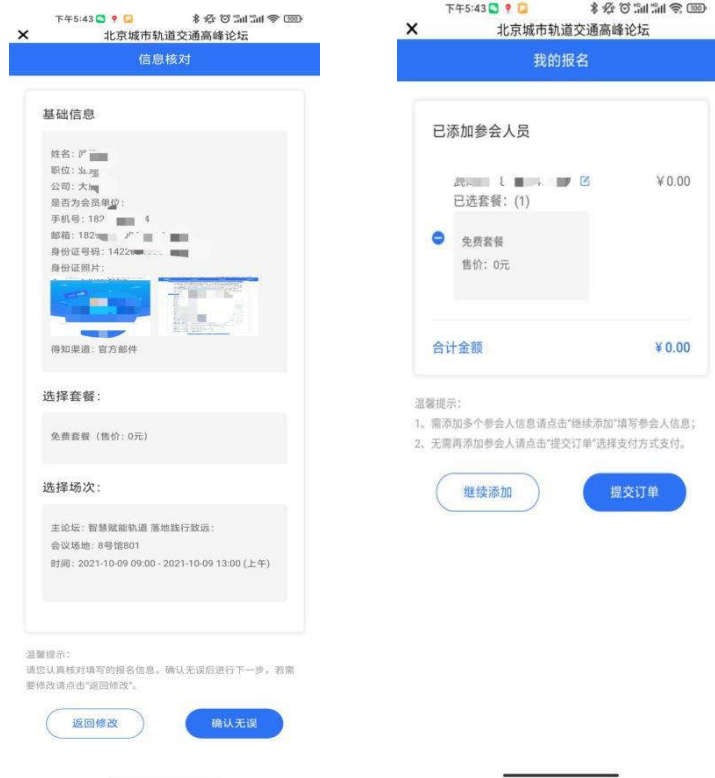 下午5:43
北京城市轨道交通高峰论坛
信息核对
基础信息
姓名:
职位:
公司: 大
是否为会员单位:
手机号: 182 4
邮箱: 182
身份证号码: 1422
身份证照片:
得知渠道: 官方邮件
选择套餐:
免费套餐 (售价: 0元)
选择场次:
主论坛: 智慧赋能轨道 落地践行致远:
会议场地: 8号馆801
时间: 2021-10-09 09:00 - 2021-10-09 13:00 (上午)
温馨提示:
请您认真核对填写的报名信息，确认无误后进行下一步，若需
要修改请点击“返回修改”。
返回修改
确认无误
下午5:43
北京城市轨道交通高峰论坛
我的报名
已添加参会人员
¥0.00
已选套餐: (1)
免费套餐
售价: 0元
合计金额
¥0.00
温馨提示:
1、需添加多个参会人信息请点击“继续添加”填写参会人信息;
2、无需再添加参会人请点击“提交订单”选择支付方式支付。
继续添加
提交订单